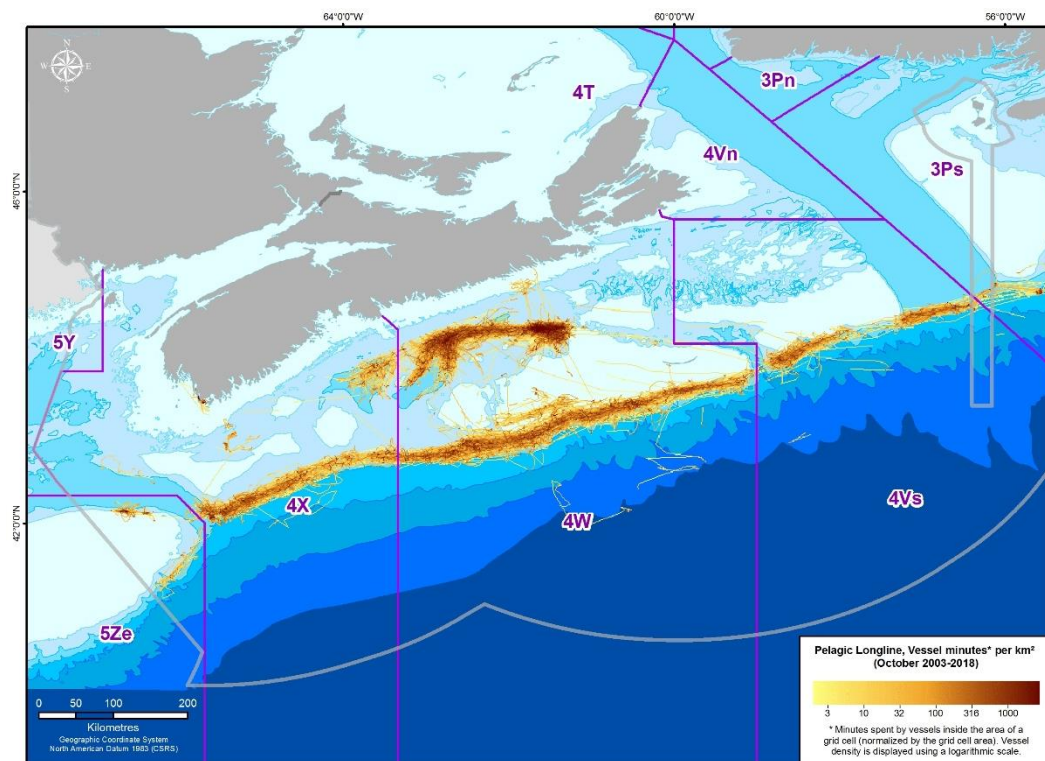 64°0'0"W
60°0'0"W
56°0'0"W
N
W E
S
3Pn
4T
4Vn
3Ps
46°0'0"N
5Y
4X
4W
4Vs
42°0'0"N
5Ze
0 50 100 200
Kilometres
Geographic Coordinate System
North American Datum 1983 (CSRS)
Pelagic Longline, Vessel minutes* per km²
(October 2003-2018)
3 10 32 100 316 1000
* Minutes spent by vessels inside the area of a
grid cell (normalized by the grid cell area). Vessel
density is displayed using a logarithmic scale.